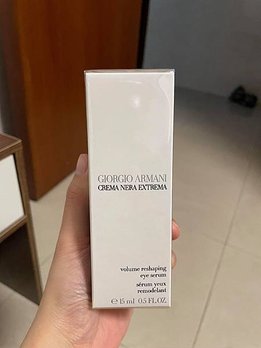 GIORGIO ARMANI
CREMA NERA EXTREMA
volume reshaping
eye serum
sérum yeux
remodelant
℮ 15 ml 0.5 FL.OZ.